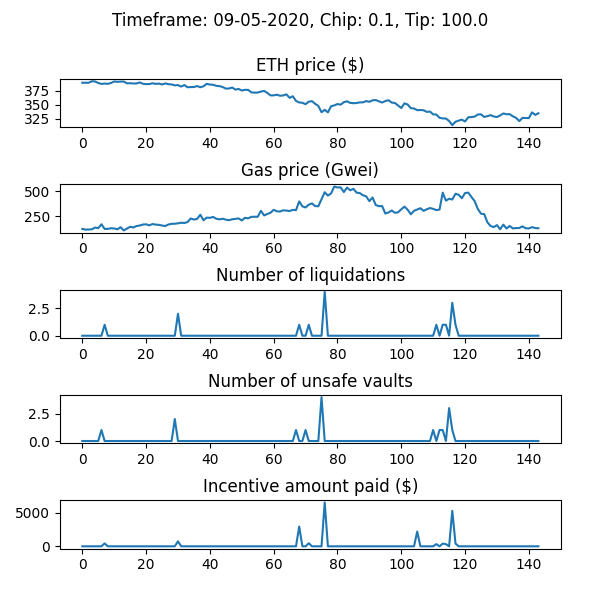 Timeframe: 09-05-2020, Chip: 0.1, Tip: 100.0
ETH price ($)
375
350
325
0 20 40 60 80 100 120 140
Gas price (Gwei)
500
250
0 20 40 60 80 100 120 140
Number of liquidations
2.5
0.0
0 20 40 60 80 100 120 140
Number of unsafe vaults
2.5
0.0
0 20 40 60 80 100 120 140
Incentive amount paid ($)
5000
0
0 20 40 60 80 100 120 140